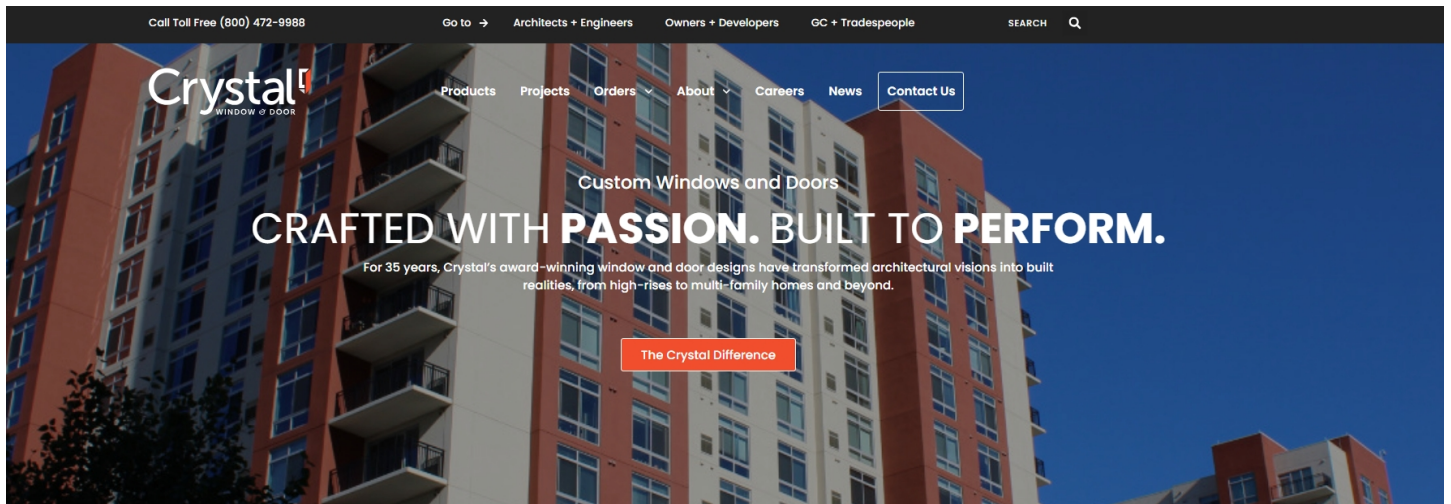 Call Toll Free (800) 472-9988
Go to → Architects + Engineers Owners + Developers GC + Tradespeople
SEARCH
Crystal
WINDOW & DOOR
Products Projects Orders About Careers News Contact Us
Custom Windows and Doors
CRAFTED WITH PASSION. BUILT TO PERFORM.
For 35 years, Crystal's award-winning window and door designs have transformed architectural visions into built
realities, from high-rises to multi-family homes and beyond.
The Crystal Difference